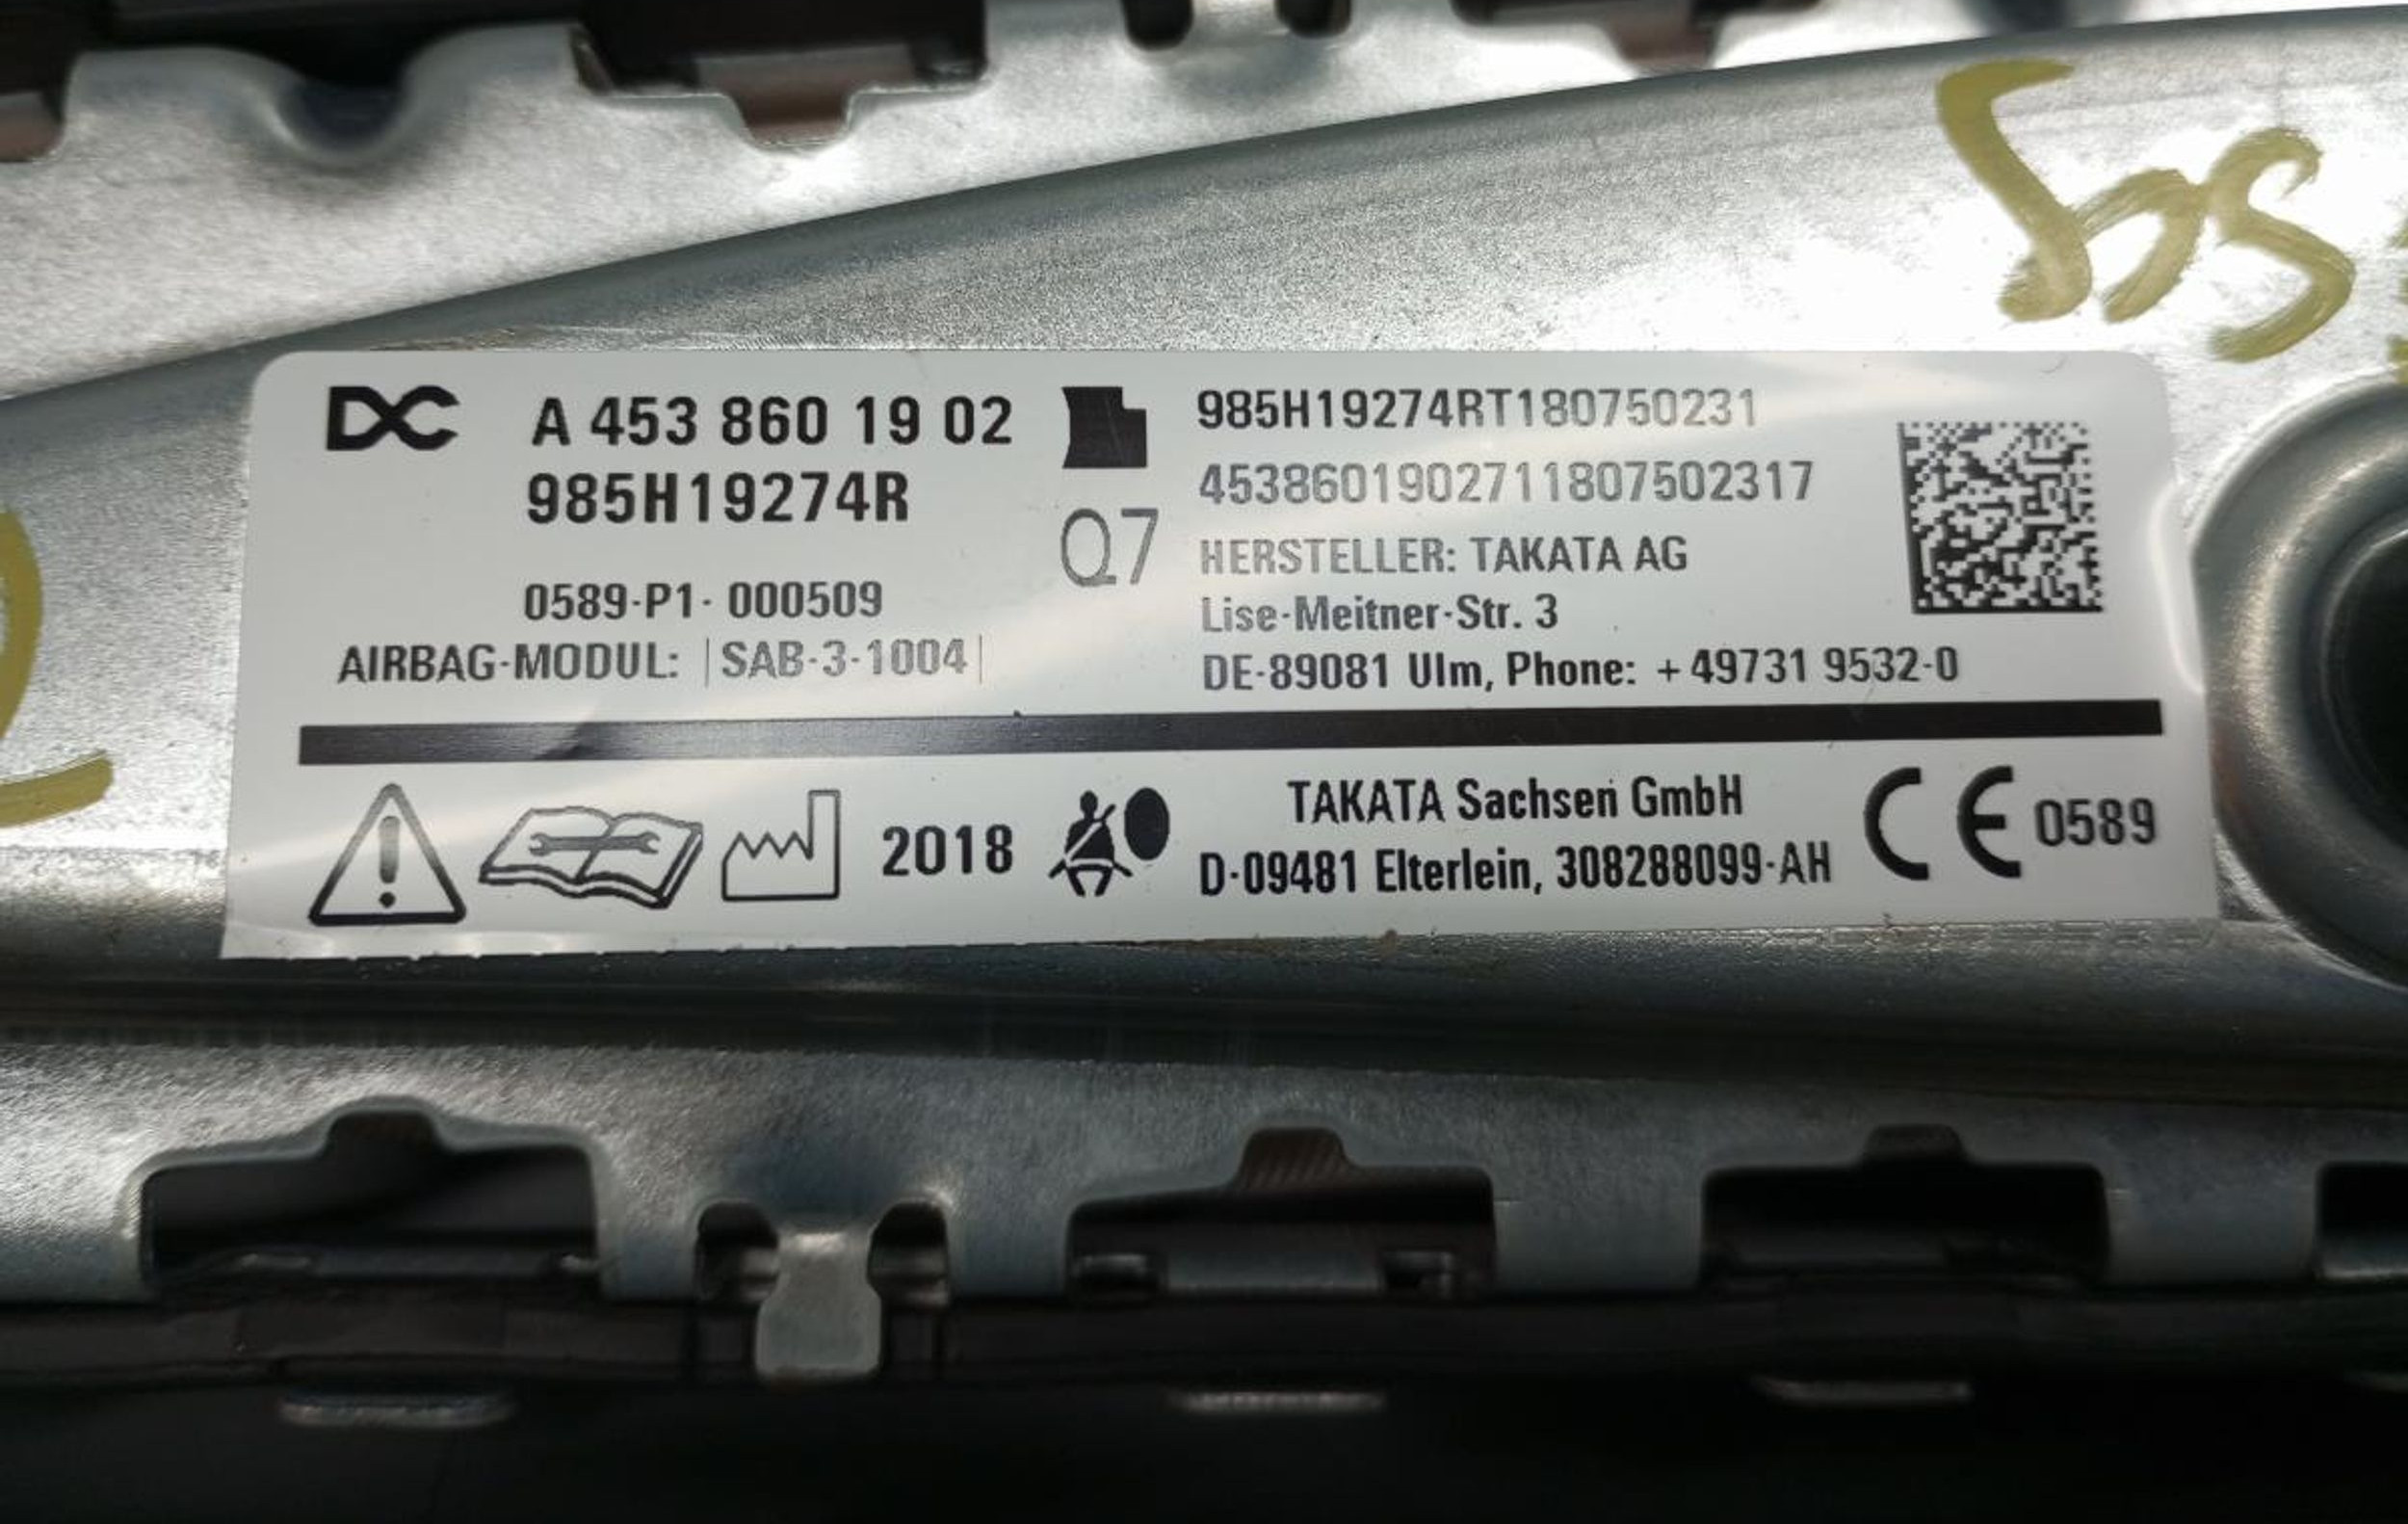 DC A 453 860 19 02
985H19274R
0589-P1- 000509
AIRBAG-MODUL: |SAB-3-1004|
Q7
985H19274RT180750231
4538601902711807502317
HERSTELLER: TAKATA AG
Lise-Meitner-Str. 3
DE-89081 Ulm, Phone: +49731 9532-0
2018
TAKATA Sachsen GmbH
D-09481 Elterlein, 308288099-AH
CE 0589